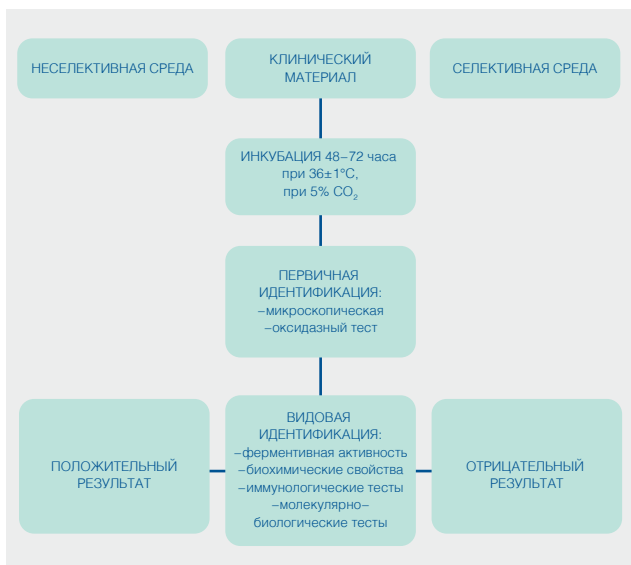 НЕСЕЛЕКТИВНАЯ СРЕДА
КЛИНИЧЕСКИЙ
МАТЕРИАЛ
СЕЛЕКТИВНАЯ СРЕДА
ИНКУБАЦИЯ 48–72 часа
при 36±1°С,
при 5% CO₂
ПЕРВИЧНАЯ
ИДЕНТИФИКАЦИЯ:
–микроскопическая
–оксидазный тест
ПОЛОЖИТЕЛЬНЫЙ
РЕЗУЛЬТАТ
ВИДОВАЯ
ИДЕНТИФИКАЦИЯ:
–ферментивная активность
–биохимические свойства
–иммунологические тесты
–молекулярно–
биологические тесты
ОТРИЦАТЕЛЬНЫЙ
РЕЗУЛЬТАТ